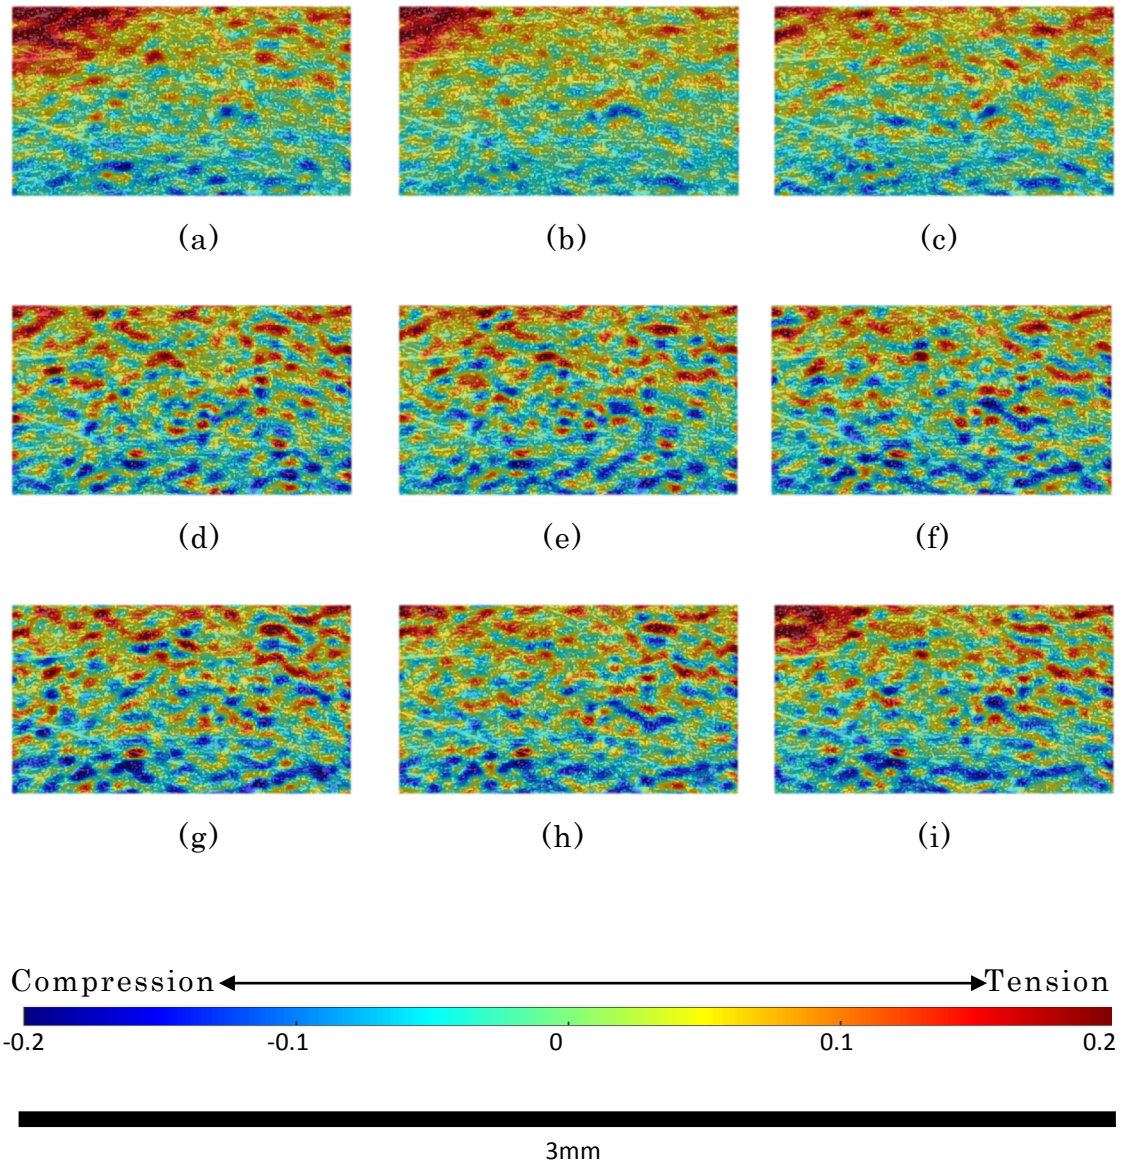 (a) (b) (c)
(d) (e) (f)
(g) (h) (i)
Compression Tension
-0.2 -0.1 0 0.1 0.2
3mm